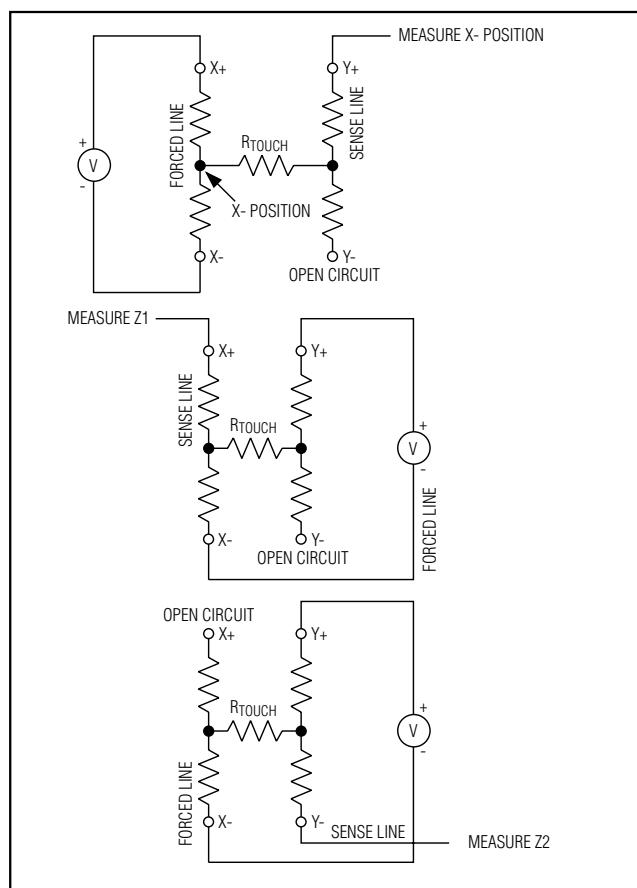 MEASURE X- POSITION
X+
Y+
FORCED LINE
SENSE LINE
RTOUCH
+
V
-
X- POSITION
X-
Y-
OPEN CIRCUIT
MEASURE Z1
X+
Y+
SENSE LINE
RTOUCH
+
V
-
FORCED LINE
X-
Y-
OPEN CIRCUIT
OPEN CIRCUIT
X+
Y+
RTOUCH
+
V
-
FORCED LINE
X-
Y-
SENSE LINE
MEASURE Z2